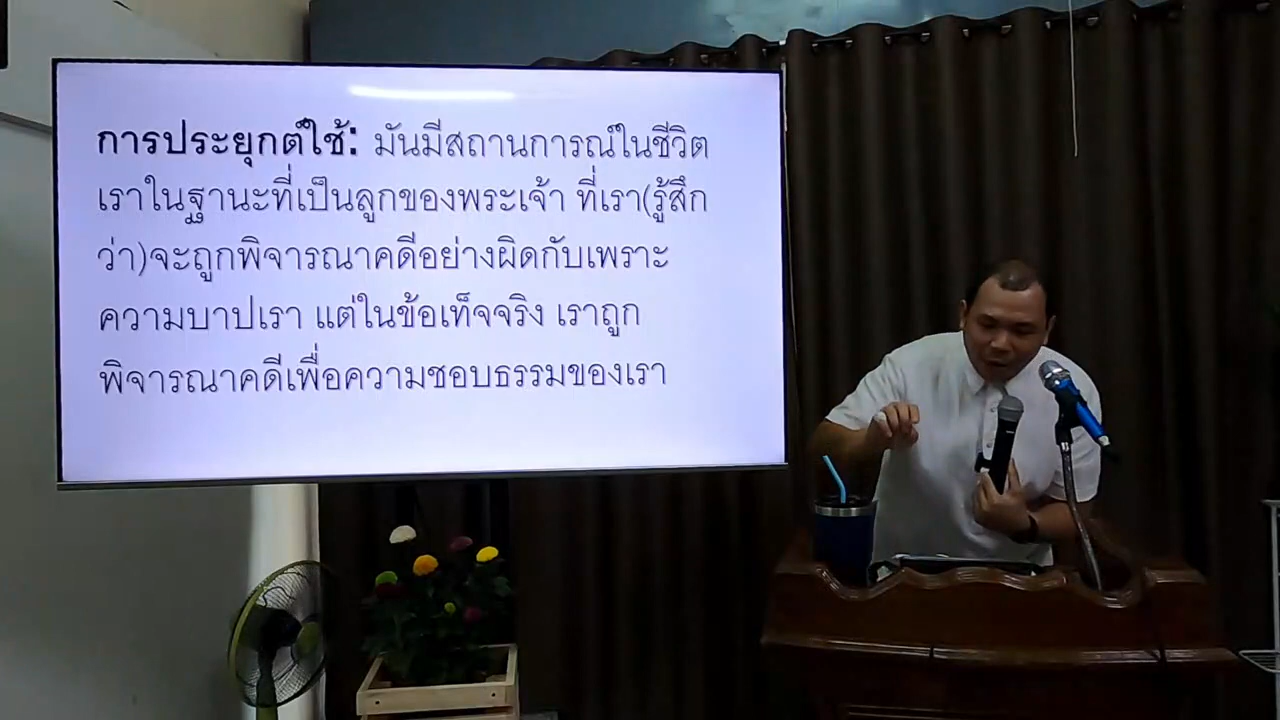 การประยุกต์ใช้: มันมีสถานการณ์ในชีวิต
เราในฐานะที่เป็นลูกของพระเจ้า ที่เรา(รู้สึก
ว่า)จะถูกพิจารณาคดีอย่างผิดกับเพราะ
ความบาปเรา แต่ในข้อเท็จจริง เราถูก
พิจารณาคดีเพื่อความชอบธรรมของเรา